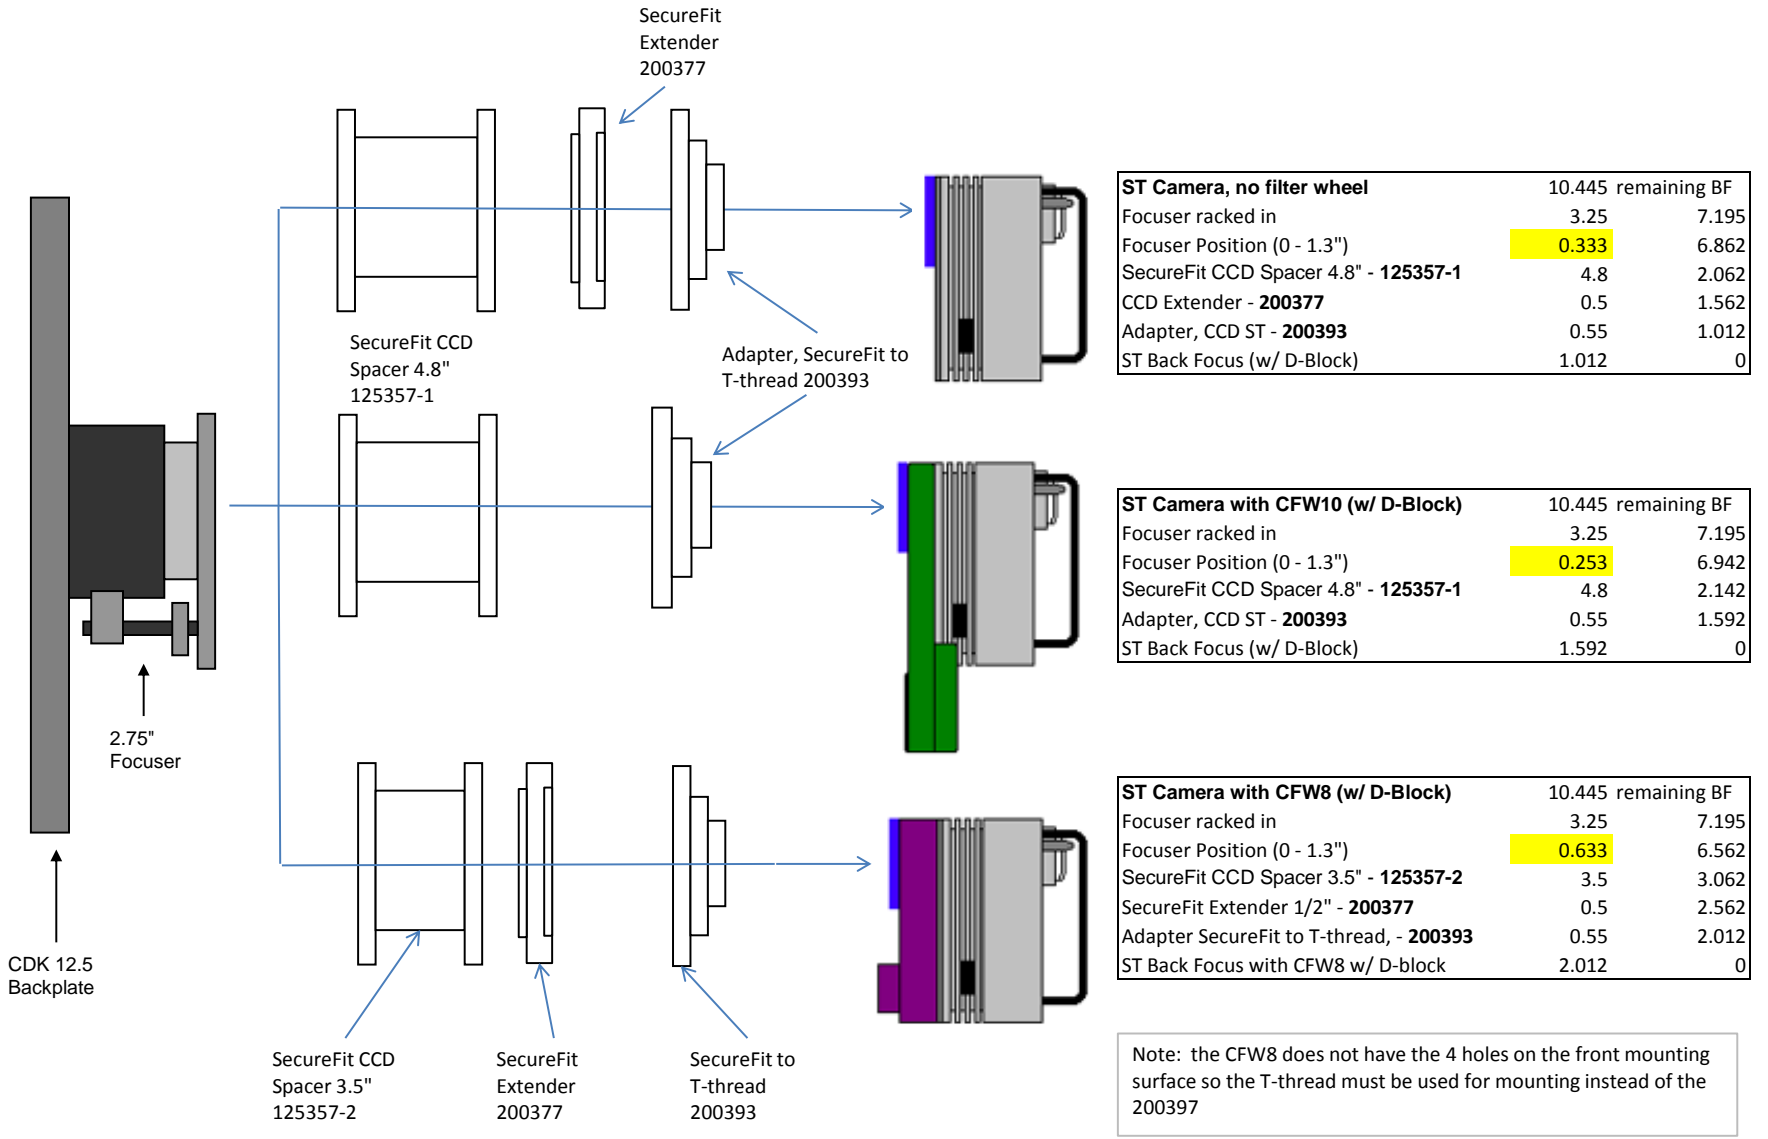 SecureFit
Extender
200377
SecureFit CCD
Spacer 4.8"
125357-1
Adapter, SecureFit to
T-thread 200393
2.75"
Focuser
CDK 12.5
Backplate
SecureFit CCD
Spacer 3.5"
125357-2
SecureFit
Extender
200377
SecureFit to
T-thread
200393
ST Camera, no filter wheel 10.445 remaining BF
Focuser racked in 3.25 7.195
Focuser Position (0 - 1.3") 0.333 6.862
SecureFit CCD Spacer 4.8" - 125357-1 4.8 2.062
CCD Extender - 200377 0.5 1.562
Adapter, CCD ST - 200393 0.55 1.012
ST Back Focus (w/ D-Block) 1.012 0
ST Camera with CFW10 (w/ D-Block) 10.445 remaining BF
Focuser racked in 3.25 7.195
Focuser Position (0 - 1.3") 0.253 6.942
SecureFit CCD Spacer 4.8" - 125357-1 4.8 2.142
Adapter, CCD ST - 200393 0.55 1.592
ST Back Focus (w/ D-Block) 1.592 0
ST Camera with CFW8 (w/ D-Block) 10.445 remaining BF
Focuser racked in 3.25 7.195
Focuser Position (0 - 1.3") 0.633 6.562
SecureFit CCD Spacer 3.5" - 125357-2 3.5 3.062
SecureFit Extender 1/2" - 200377 0.5 2.562
Adapter SecureFit to T-thread, - 200393 0.55 2.012
ST Back Focus with CFW8 w/ D-block 2.012 0
Note: the CFW8 does not have the 4 holes on the front mounting
surface so the T-thread must be used for mounting instead of the
200397